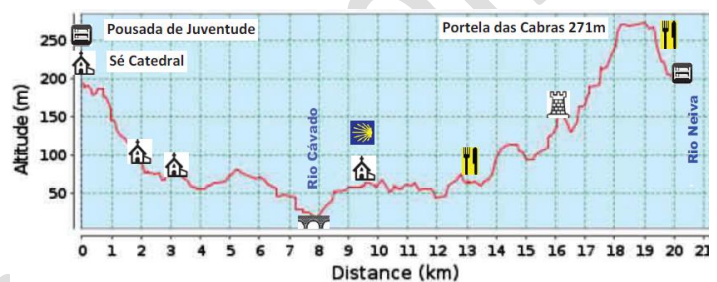 Pousada de Juventude
Portela das Cabras 271m
Sé Catedral
Altitude (m)
250
200
150
100
50
Rio Cávado
Rio Neiva
0 1 2 3 4 5 6 7 8 9 10 11 12 13 14 15 16 17 18 19 20 21
Distance (km)